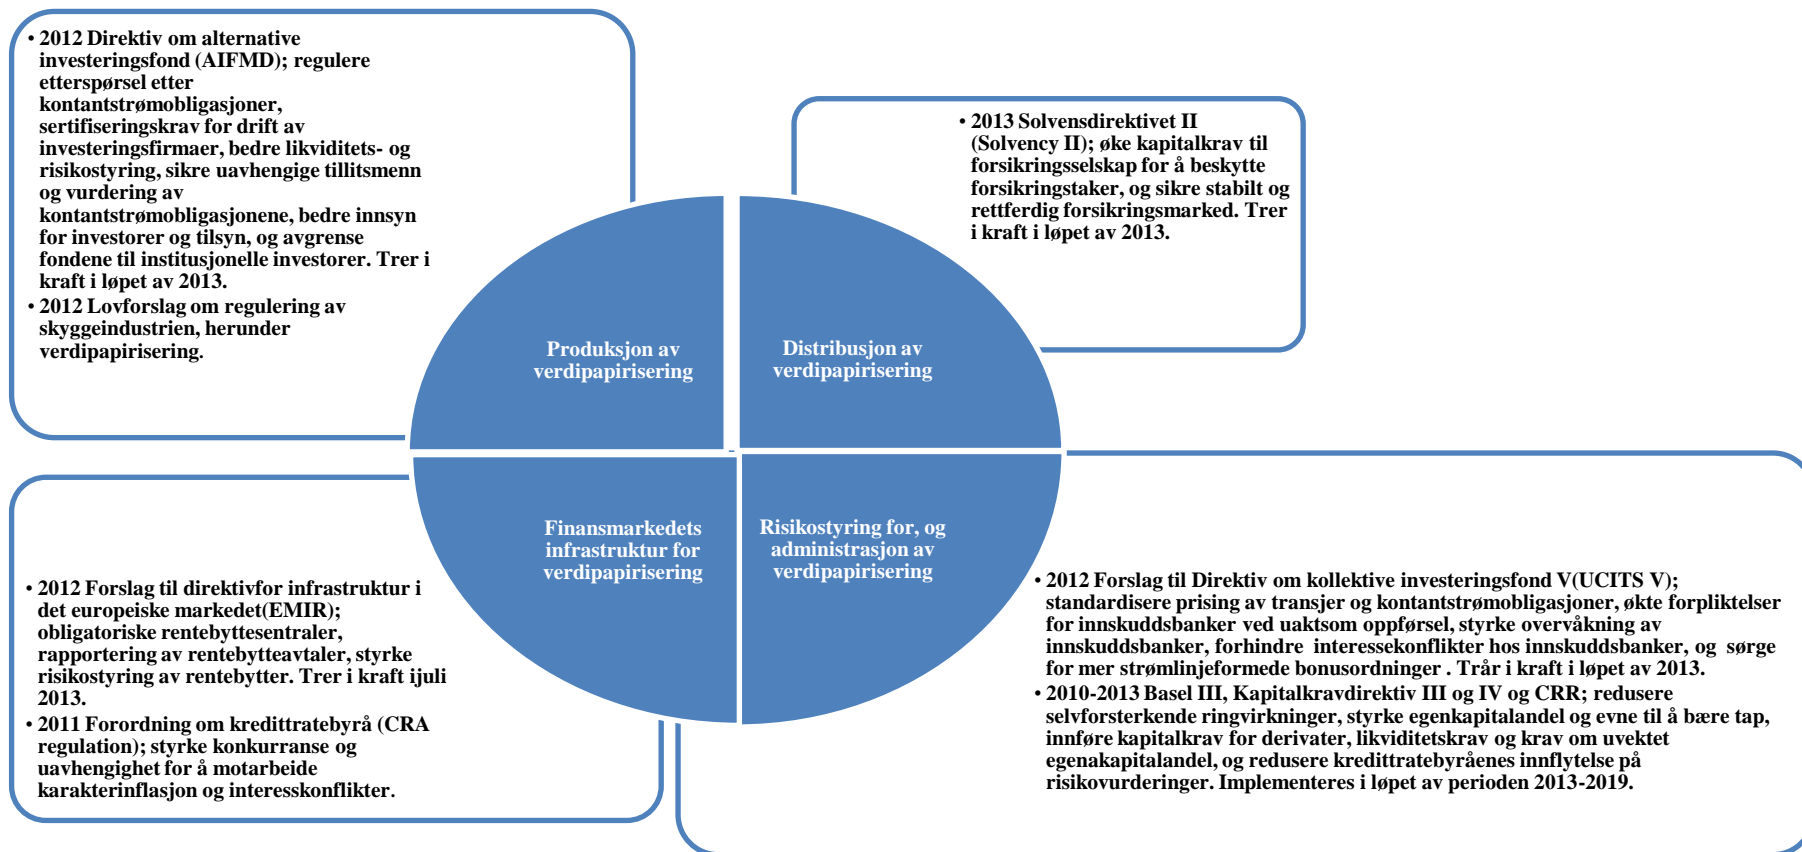 • 2012 Direktiv om alternative
investeringsfond (AIFMD); regulere
etterspørsel etter
kontantstrømobligasjoner,
sertifiseringskrav for drift av
investeringsfirmaer, bedre likviditets- og
risikostyring, sikre uavhengige tillitsmenn
og vurdering av
kontantstrømobligasjonene, bedre innsyn
for investorer og tilsyn, og avgrense
fondene til institusjonelle investorer. Trer i
kraft i løpet av 2013.
• 2012 Lovforslag om regulering av
skyggeindustrien, herunder
verdipapirisering.
• 2013 Solvensdirektivet II
(Solvency II); øke kapitalkrav til
forsikringsselskap for å beskytte
forsikringstaker, og sikre stabilt og
rettferdig forsikringsmarked. Trer
i kraft i løpet av 2013.
Produksjon av
verdipapirisering
Distribusjon av
verdipapirisering
Finansmarkedets
infrastruktur for
verdipapirisering
Risikostyring for, og
administrasjon av
verdipapirisering
• 2012 Forslag til direktivfor infrastruktur i
det europeiske markedet(EMIR);
obligatoriske rentebyttesentraler,
rapportering av rentebytteavtaler, styrke
risikostyring av rentebytter. Trer i kraft ijuli
2013.
• 2011 Forordning om kredittratebyrå (CRA
regulation); styrke konkurranse og
uavhengighet for å motarbeide
karakterinflasjon og interesskonflikter.
• 2012 Forslag til Direktiv om kollektive investeringsfond V(UCITS V);
standardisere prising av transjer og kontantstrømobligasjoner, økte forpliktelser
for innskuddsbanker ved uaktsom oppførsel, styrke overvåkning av
innskuddsbanker, forhindre interessekonflikter hos innskuddsbanker, og sørge
for mer strømlinjeformede bonusordninger . Trår i kraft i løpet av 2013.
• 2010-2013 Basel III, Kapitalkravdirektiv III og IV og CRR; redusere
selvforsterkende ringvirkninger, styrke egenkapitalandel og evne til å bære tap,
innføre kapitalkrav for derivater, likviditetskrav og krav om uvektet
egenakapitalandel, og redusere kredittratebyråenes innflytelse på
risikovurderinger. Implementeres i løpet av perioden 2013-2019.